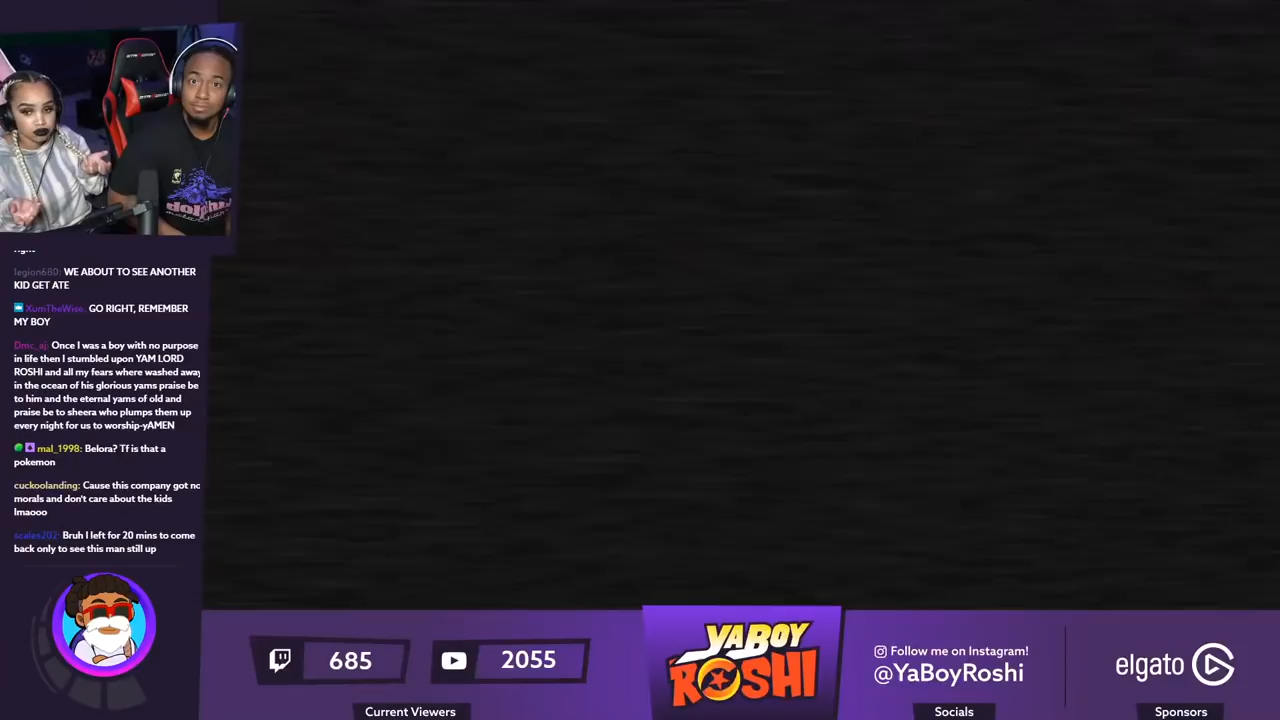 legion680: WE ABOUT TO SEE ANOTHER
KID GET ATE
XumTheWise: GO RIGHT, REMEMBER
MY BOY
Dmc_aj: Once I was a boy with no purpose
in life then I stumbled upon YAM LORD
ROSHI and all my fears where washed away
in the ocean of his glorious yams praise be
to him and the eternal yams of old and
praise be to sheera who plumps them up
every night for us to worship-yAMEN
mal_1998: Belora? Tf is that a
pokemon
cuckoolanding: Cause this company got no
morals and don't care about the kids
lmaooo
scales202: Bruh I left for 20 mins to come
back only to see this man still up
685
2055
Current Viewers
YABOY
ROSHI
Follow me on Instagram!
@YaBoyRoshi
Socials
elgato
Sponsors